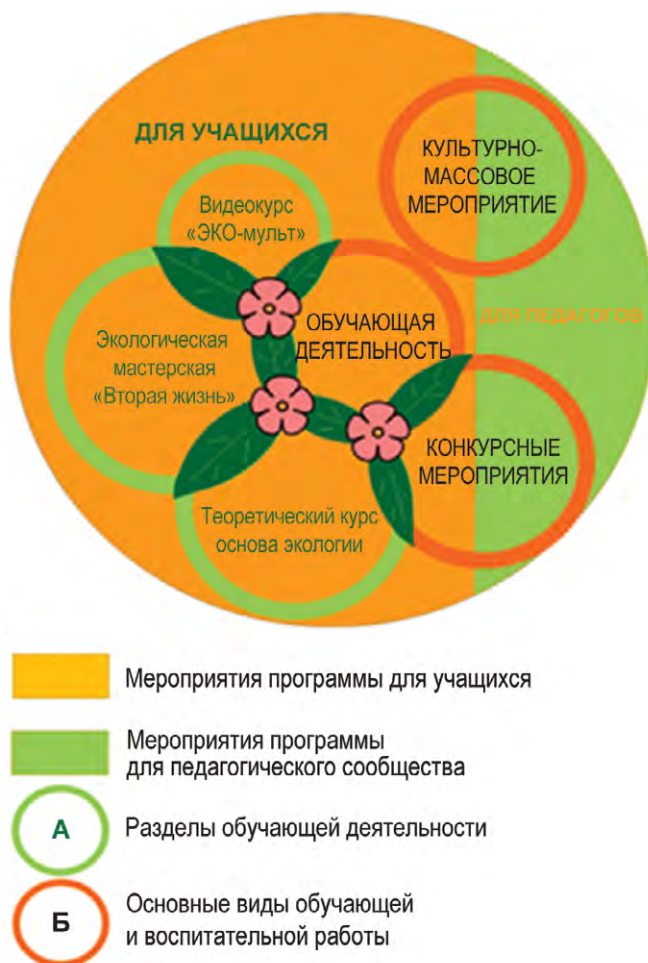 ДЛЯ УЧАЩИХСЯ
КУЛЬТУРНО-
МАССОВОЕ
МЕРОПРИЯТИЕ
Видеокурс
«ЭКО-мульт»
ОБУЧАЮЩАЯ
ДЕЯТЕЛЬНОСТЬ
ДЛЯ ПЕДАГОГОВ
Экологическая
мастерская
«Вторая жизнь»
КОНКУРСНЫЕ
МЕРОПРИЯТИЯ
Теоретический курс
основа экологии
Мероприятия программы для учащихся
Мероприятия программы
для педагогического сообщества
А
Разделы обучающей деятельности
Б
Основные виды обучающей
и воспитательной работы